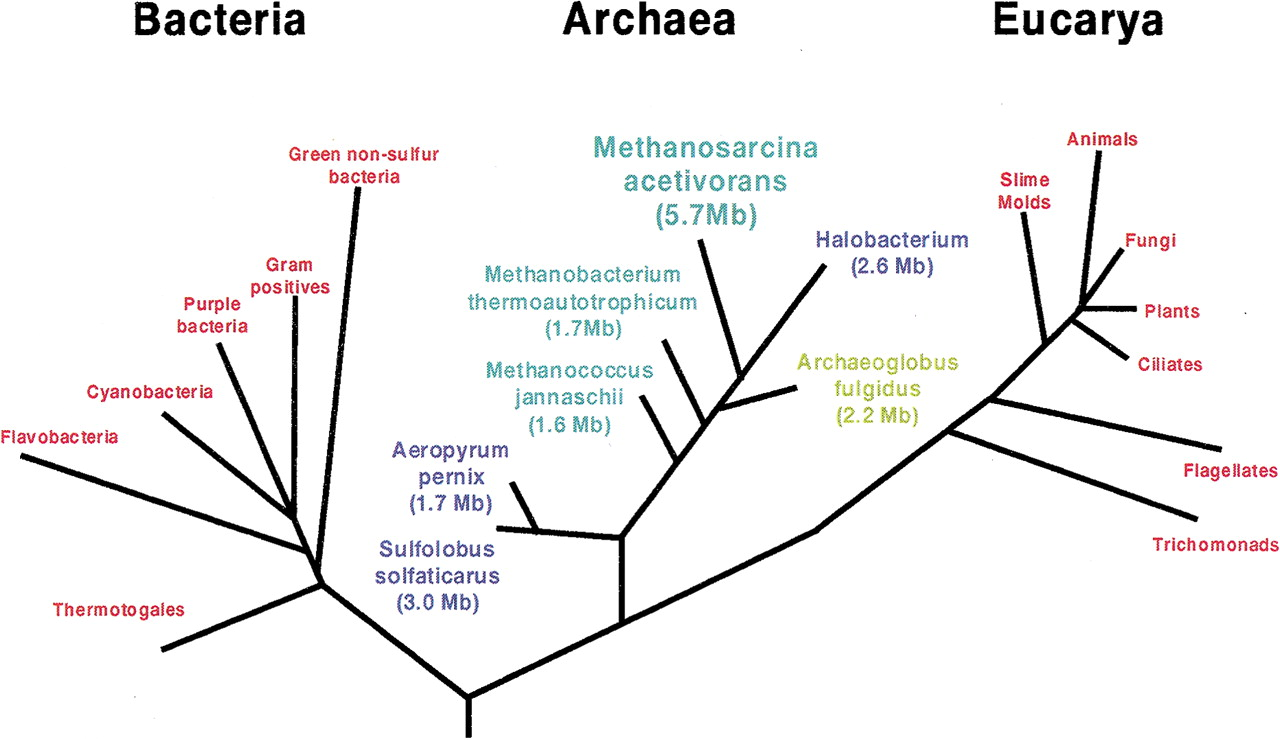 Bacteria
Archaea
Eucarya
Green non-sulfur
bacteria
Gram
positives
Purple
bacteria
Cyanobacteria
Flavobacteria
Thermotogales
Methanosarcina
acetivorans
(5.7Mb)
Halobacterium
(2.6 Mb)
Methanobacterium
thermoautotrophicum
(1.7Mb)
Methanococcus
jannaschii
(1.6 Mb)
Archaeoglobus
fulgidus
(2.2 Mb)
Aeropyrum
pernix
(1.7 Mb)
Sulfolobus
solfaticarus
(3.0 Mb)
Animals
Slime
Molds
Fungi
Plants
Ciliates
Flagellates
Trichomonads